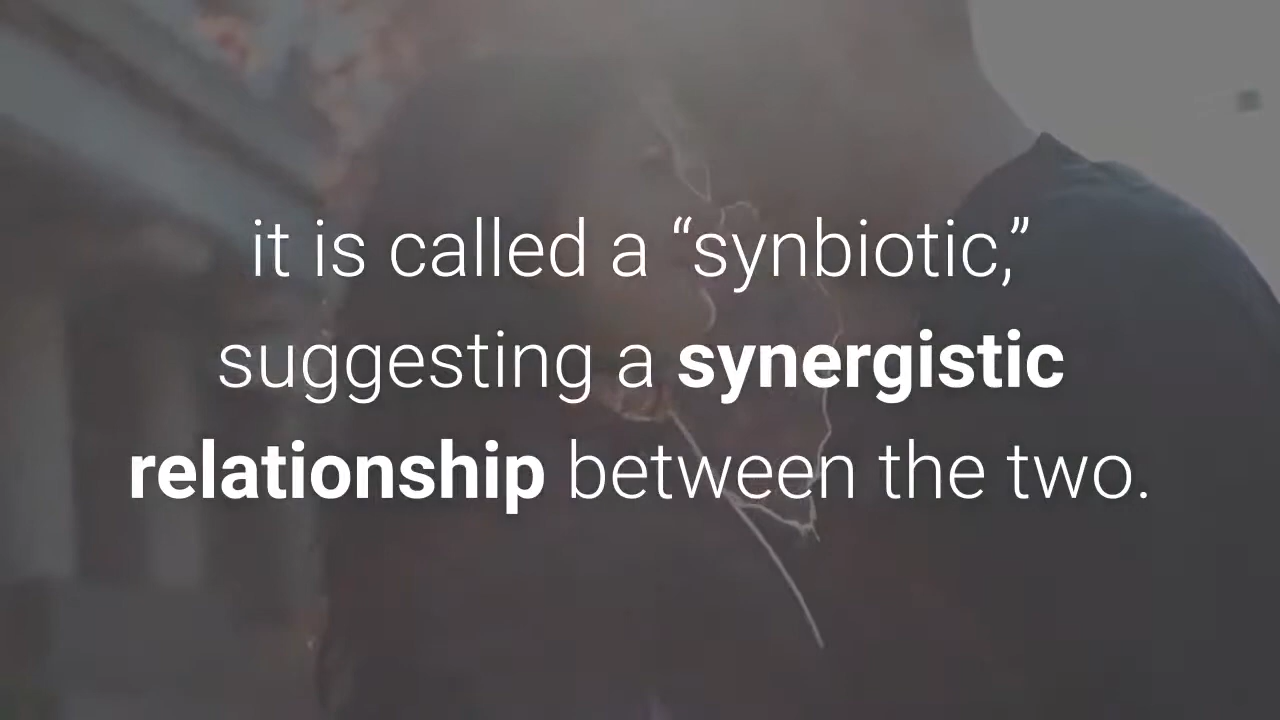 it is called a “synbiotic,”
suggesting a synergistic
relationship between the two.